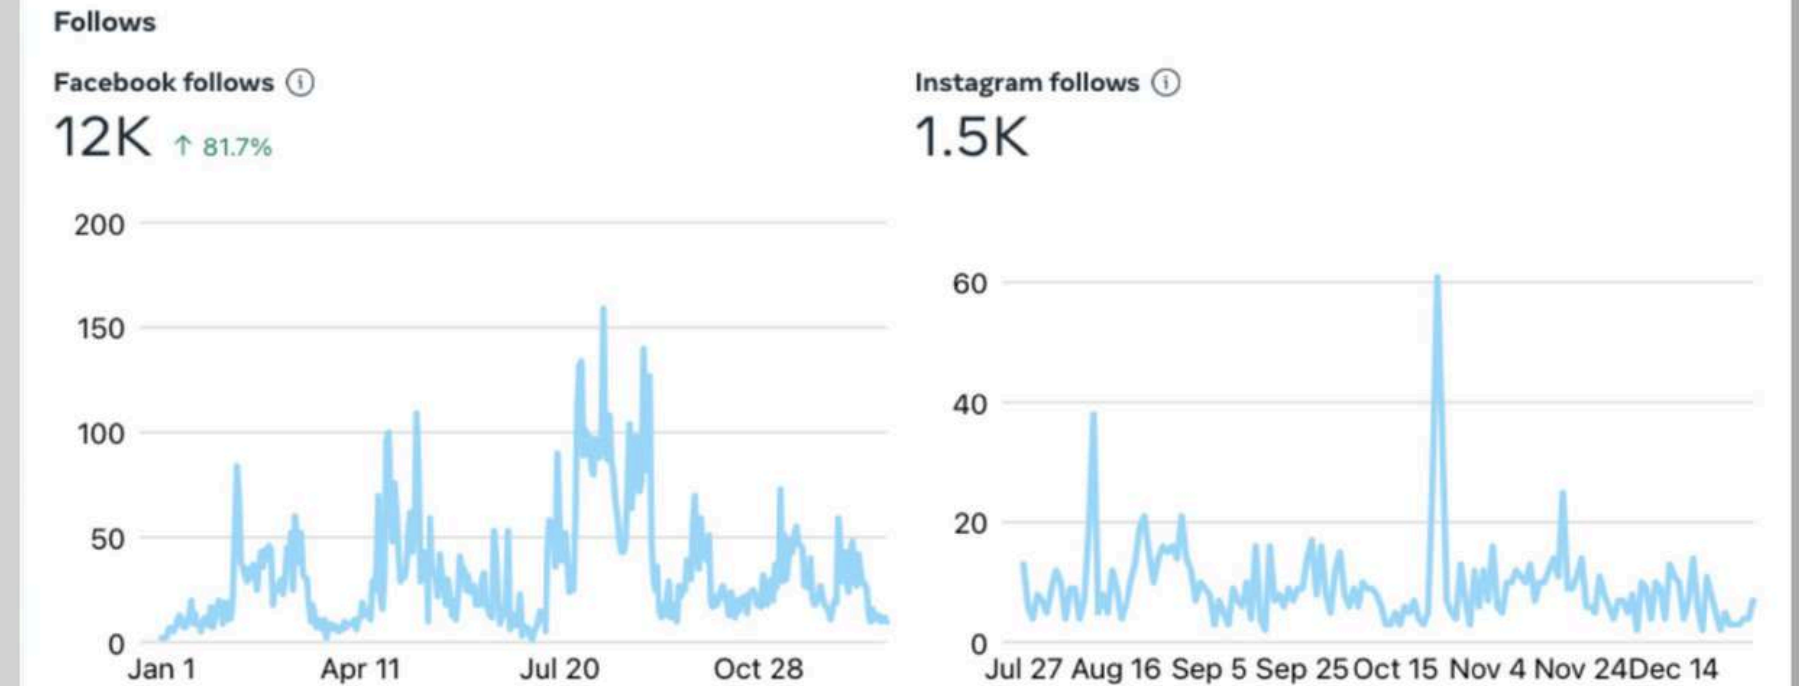 Follows
Facebook follows
12K ↑ 81.7%
200
150
100
50
0
Jan 1 Apr 11 Jul 20 Oct 28
Instagram follows
1.5K
60
40
20
0
Jul 27 Aug 16 Sep 5 Sep 25 Oct 15 Nov 4 Nov 24 Dec 14